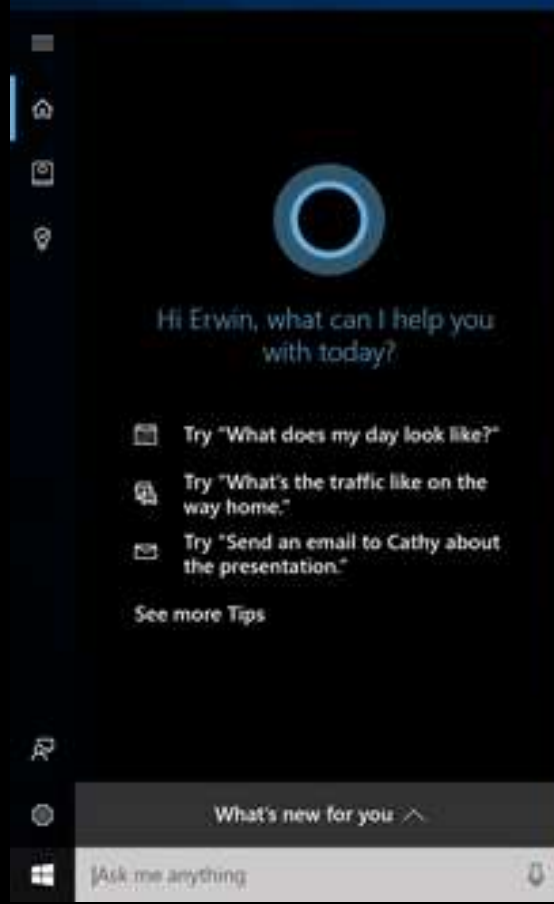 Hi Erwin, what can I help you
with today?
Try "What does my day look like?"
Try "What's the traffic like on the
way home."
Try "Send an email to Cathy about
the presentation."
See more Tips
What's new for you
Ask me anything